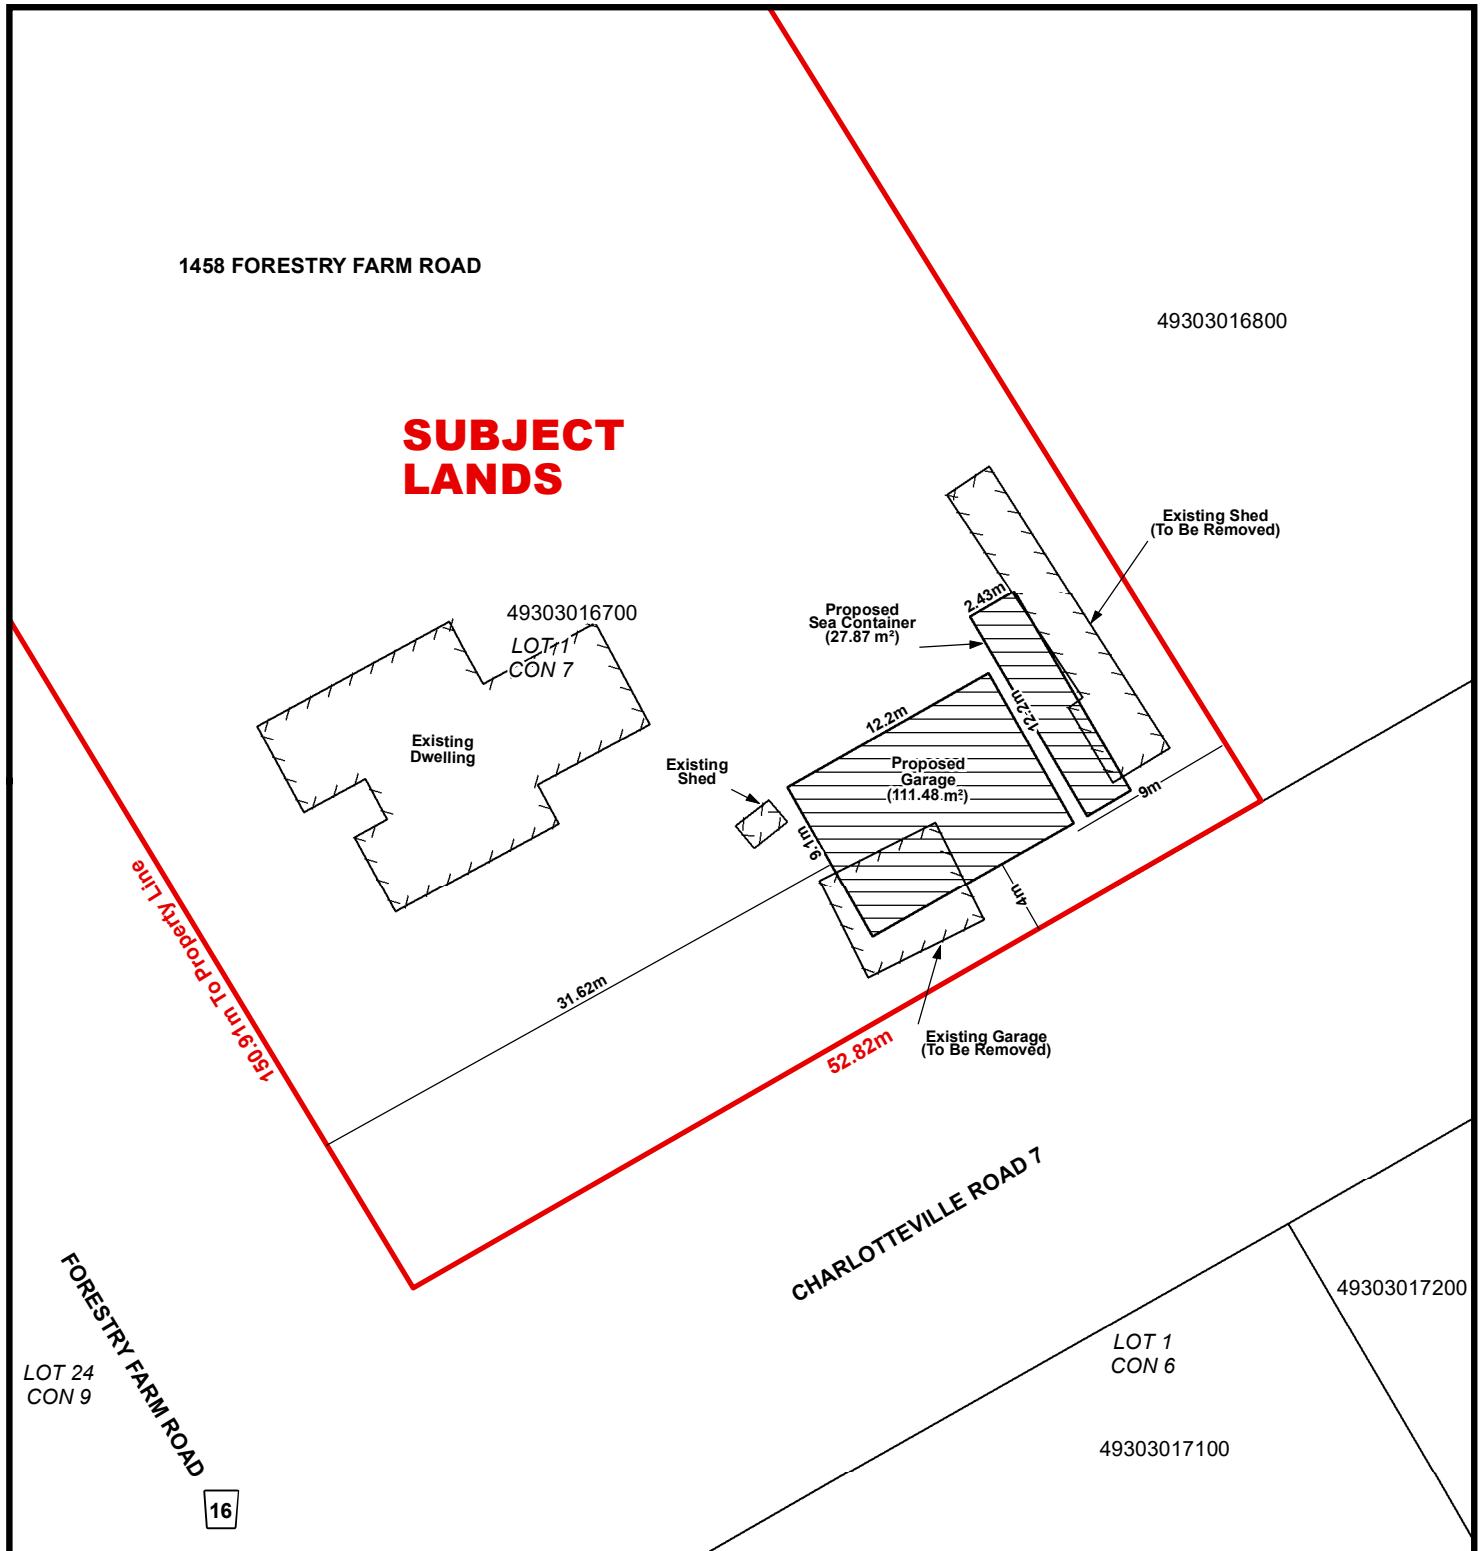 1458 FORESTRY FARM ROAD
49303016800
SUBJECT
LANDS
Existing Shed
(To Be Removed)
2.43m
Proposed
Sea Container
(27.87 m²)
49303016700
LOT 1
CON 7
12.2m
12.2m
Existing
Dwelling
Existing
Shed
Proposed
Garage
(111.48 m²)
9m
9.1m
4m
150.91m To Property Line
31.62m
52.82m
Existing Garage
(To Be Removed)
CHARLOTTEVILLE ROAD 7
FORESTRY FARM ROAD
49303017200
LOT 1
CON 6
LOT 24
CON 9
49303017100
16